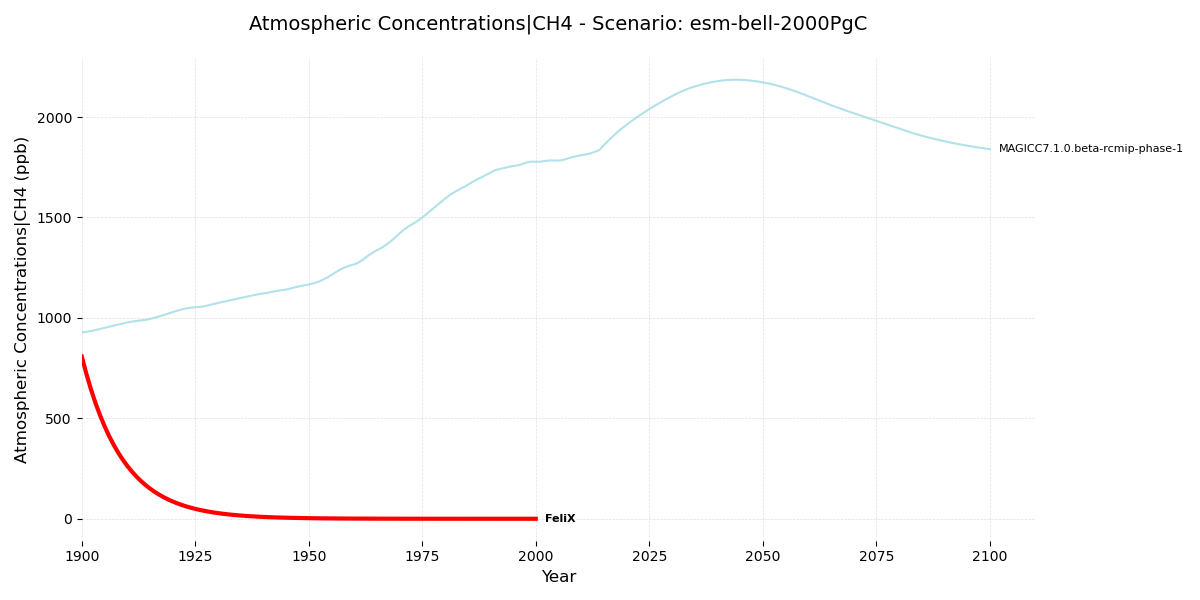 Atmospheric Concentrations|CH4 - Scenario: esm-bell-2000PgC
Atmospheric Concentrations|CH4 (ppb)
2000
1500
1000
500
0
MAGICC7.1.0.beta-rcmip-phase-1
FeliX
1900 1925 1950 1975 2000 2025 2050 2075 2100
Year